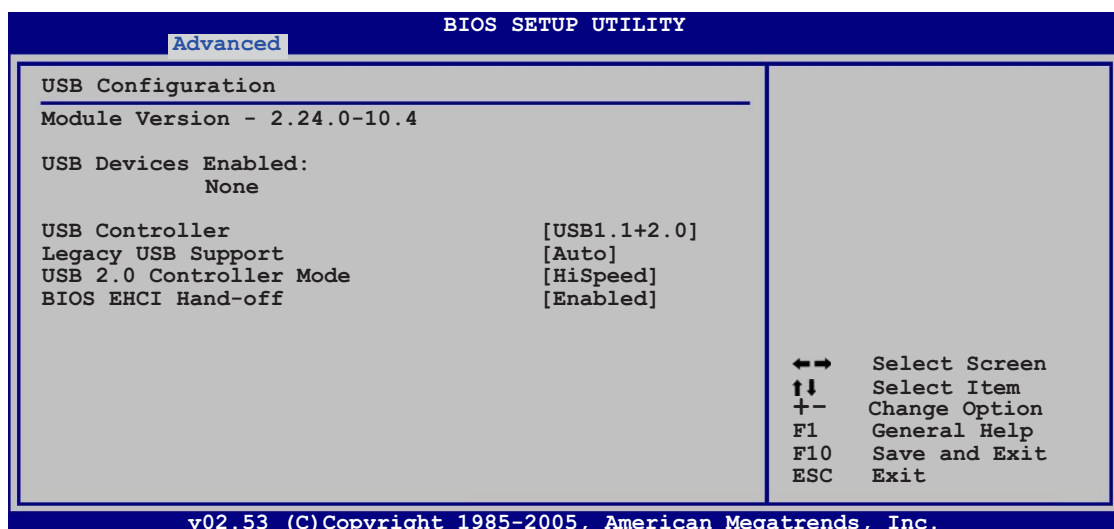 BIOS SETUP UTILITY
Advanced
USB Configuration
Module Version - 2.24.0-10.4
USB Devices Enabled:
None
USB Controller [USB1.1+2.0]
Legacy USB Support [Auto]
USB 2.0 Controller Mode [HiSpeed]
BIOS EHCI Hand-off [Enabled]
←→ Select Screen
↑↓ Select Item
+- Change Option
F1 General Help
F10 Save and Exit
ESC Exit
v02.53 (C)Copyright 1985-2005, American Megatrends, Inc.